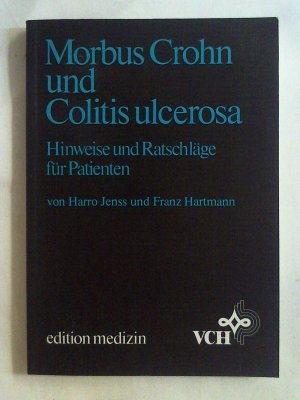 Morbus Crohn
und
Colitis ulcerosa
Hinweise und Ratschläge
für Patienten
von Harro Jenss und Franz Hartmann
edition medizin
VCH